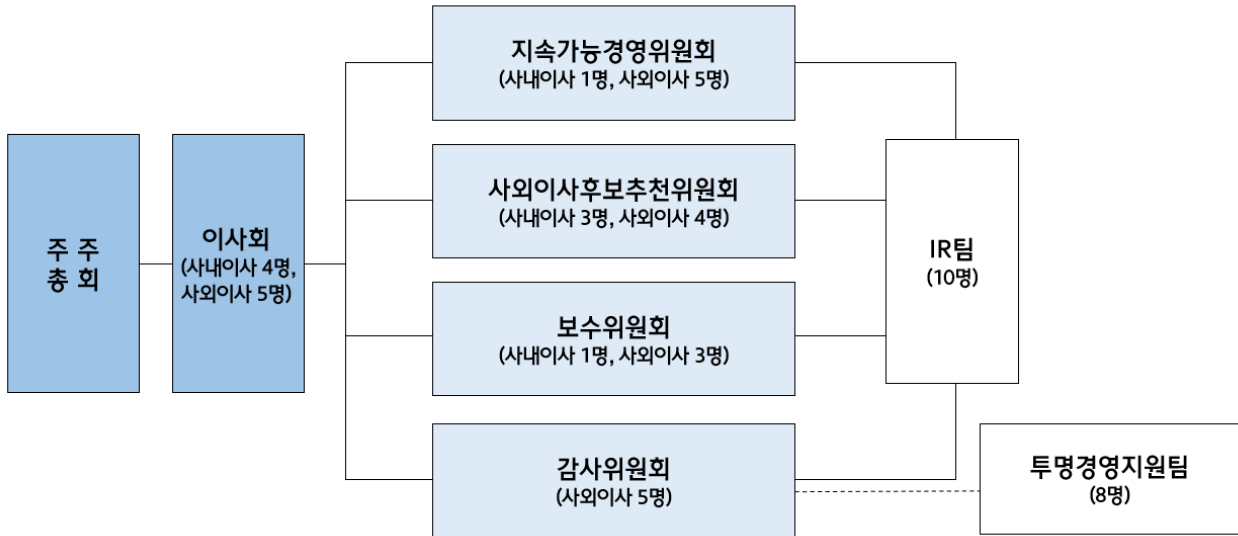 주 주
총 회
이사회
(사내이사 4명,
사외이사 5명)
지속가능경영위원회
(사내이사 1명, 사외이사 5명)
사외이사후보추천위원회
(사내이사 3명, 사외이사 4명)
보수위원회
(사내이사 1명, 사외이사 3명)
감사위원회
(사외이사 5명)
IR팀
(10명)
투명경영지원팀
(8명)